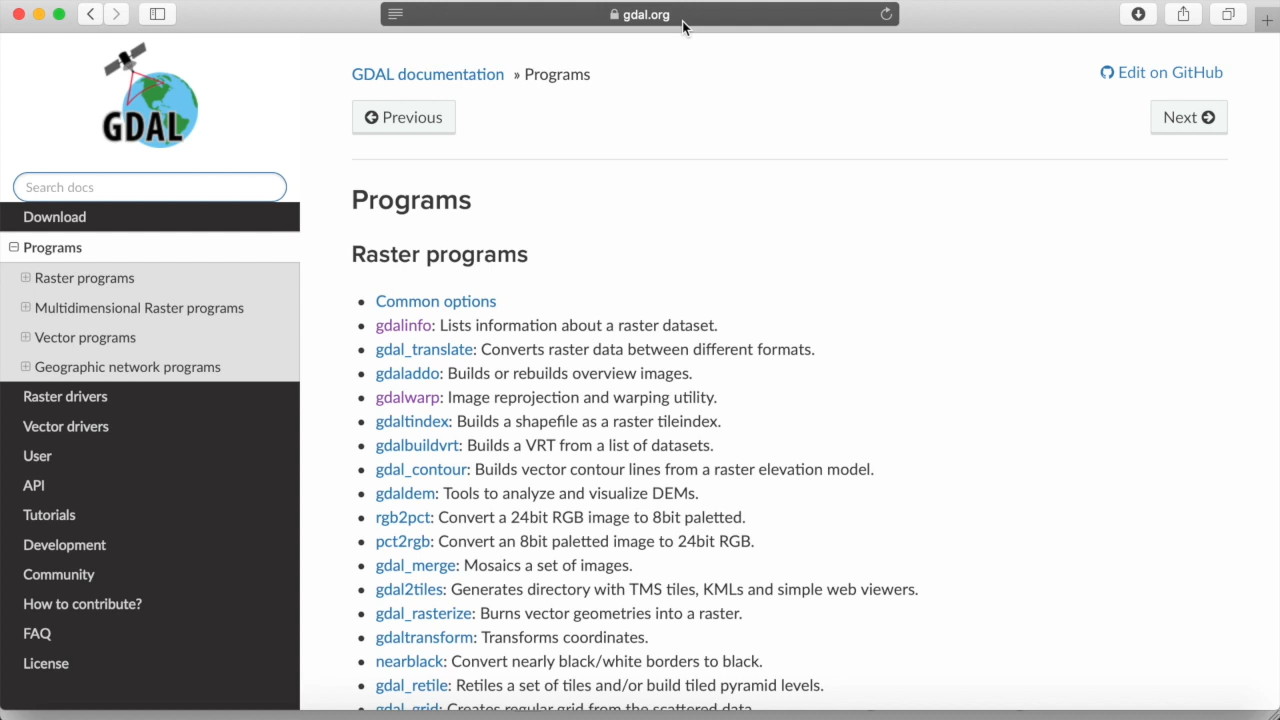 gdal.org
GDAL
Search docs
Download
Programs
Raster programs
Multidimensional Raster programs
Vector programs
Geographic network programs
Raster drivers
Vector drivers
User
API
Tutorials
Development
Community
How to contribute?
FAQ
License
GDAL documentation » Programs
Edit on GitHub
Previous
Next
Programs
Raster programs
• Common options
• gdalinfo: Lists information about a raster dataset.
• gdal_translate: Converts raster data between different formats.
• gdaladdo: Builds or rebuilds overview images.
• gdalwarp: Image reprojection and warping utility.
• gdaltindex: Builds a shapefile as a raster tileindex.
• gdalbuildvrt: Builds a VRT from a list of datasets.
• gdal_contour: Builds vector contour lines from a raster elevation model.
• gdaldem: Tools to analyze and visualize DEMs.
• rgb2pct: Convert a 24bit RGB image to 8bit paletted.
• pct2rgb: Convert an 8bit paletted image to 24bit RGB.
• gdal_merge: Mosaics a set of images.
• gdal2tiles: Generates directory with TMS tiles, KMLs and simple web viewers.
• gdal_rasterize: Burns vector geometries into a raster.
• gdaltransform: Transforms coordinates.
• nearblack: Convert nearly black/white borders to black.
• gdal_retile: Retiles a set of tiles and/or build tiled pyramid levels.
• gdal_grid: Creates regular grid from the scattered data.